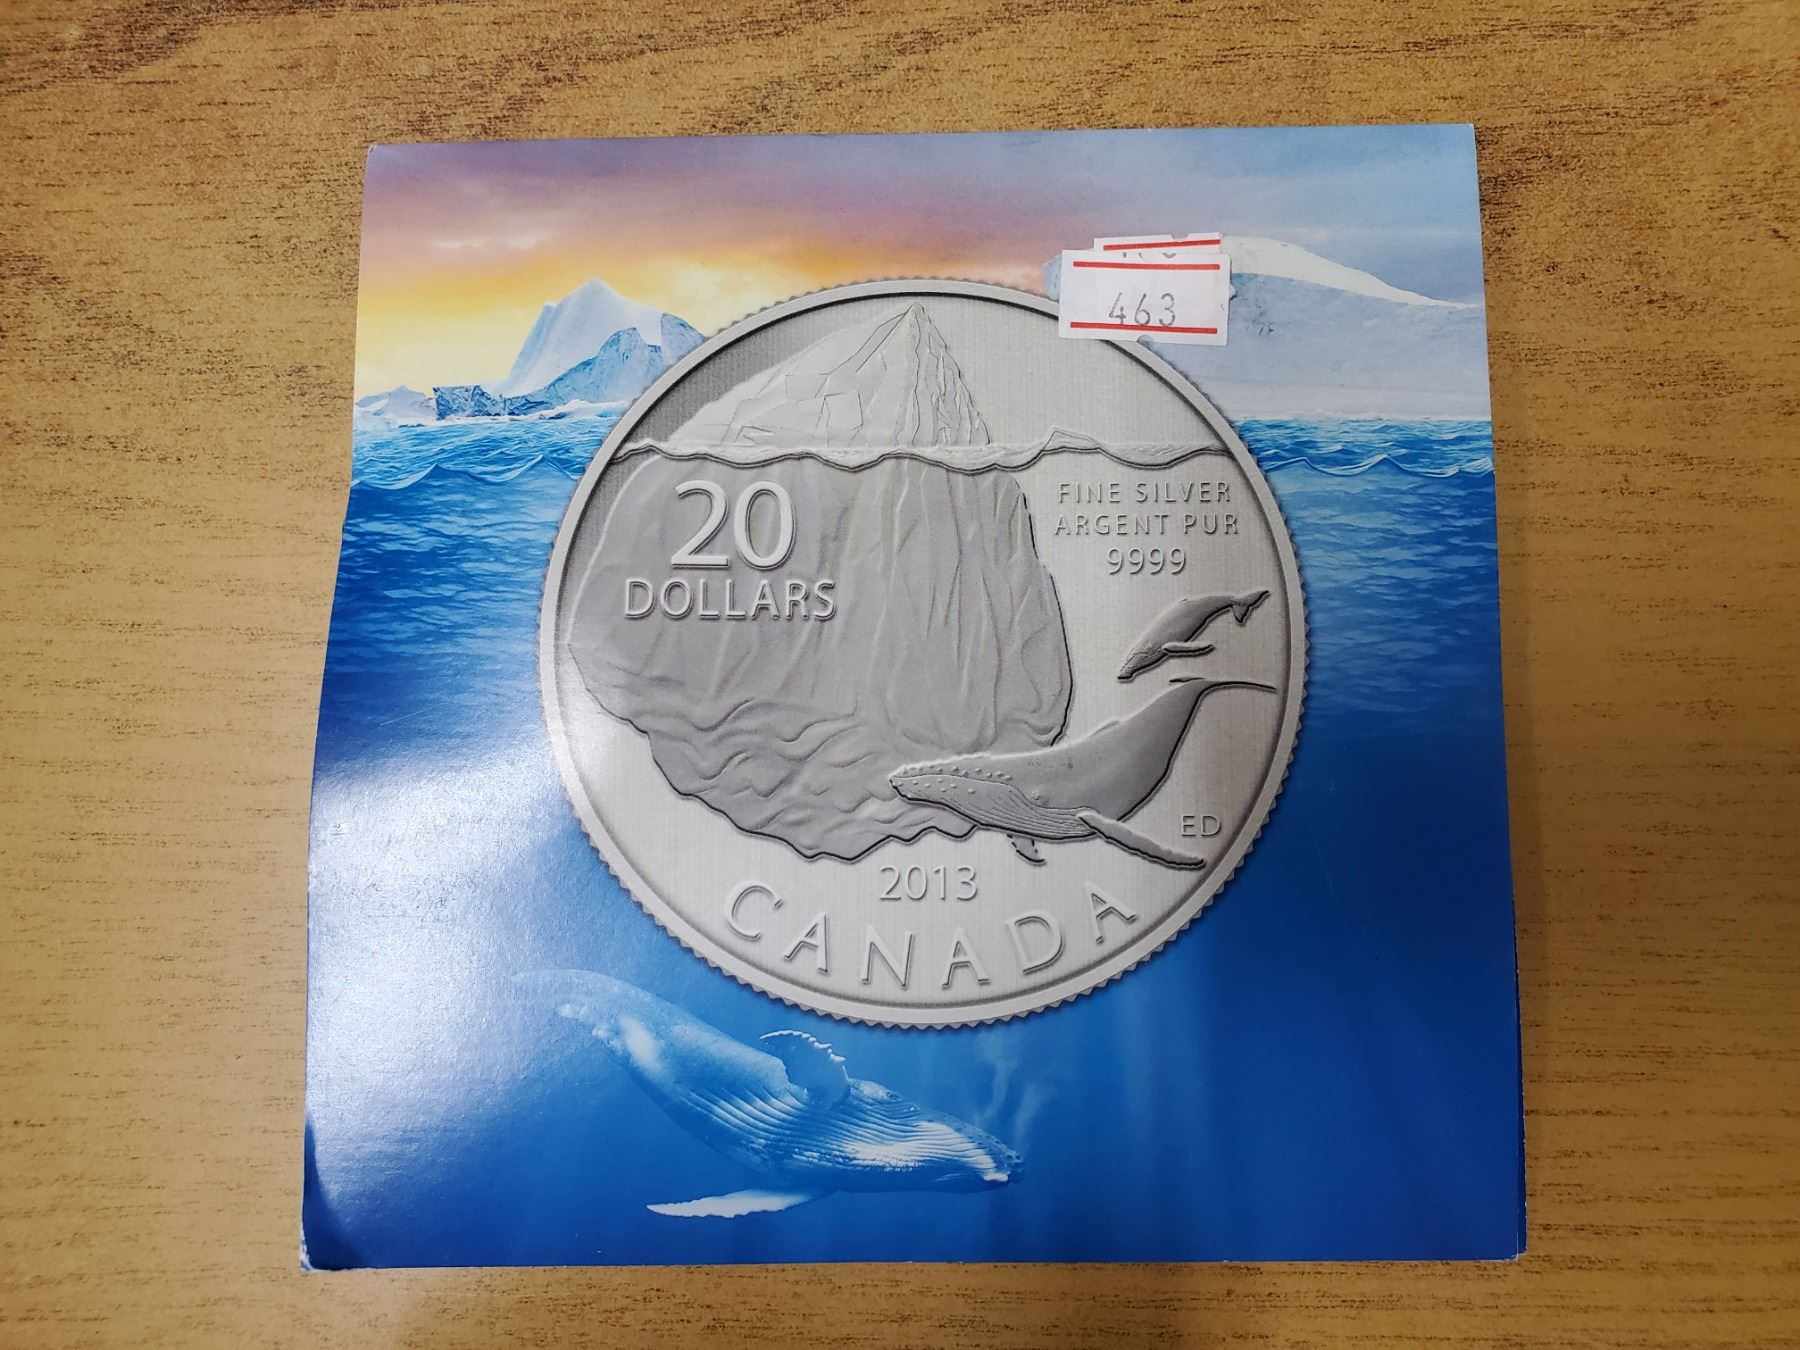 463
20
DOLLARS
FINE SILVER
ARGENT PUR
9999
ED
2013
CANADA